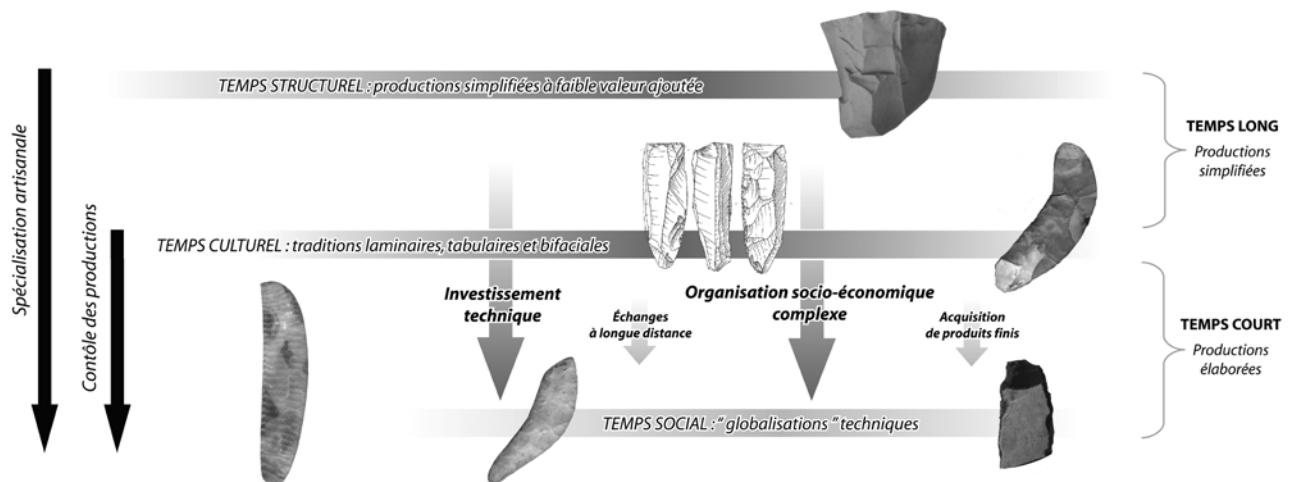 TEMPS STRUCTUREL : productions simplifiées à faible valeur ajoutée
TEMPS LONG
Productions
simplifiées
Spécialisation artisanale
Contôle des productions
TEMPS CULTUREL : traditions laminaires, tabulaires et bifaciales
Investissement
technique
Échanges
à longue distance
Organisation socio-économique
complexe
Acquisition
de produits finis
TEMPS COURT
Productions
élaborées
TEMPS SOCIAL : “ globalisations ” techniques